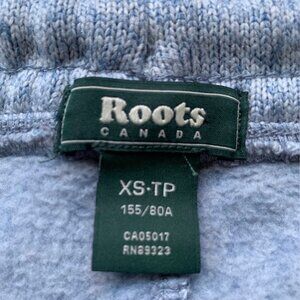 Roots
CANADA
XS·TP
155/80A
CA05017
RN89323